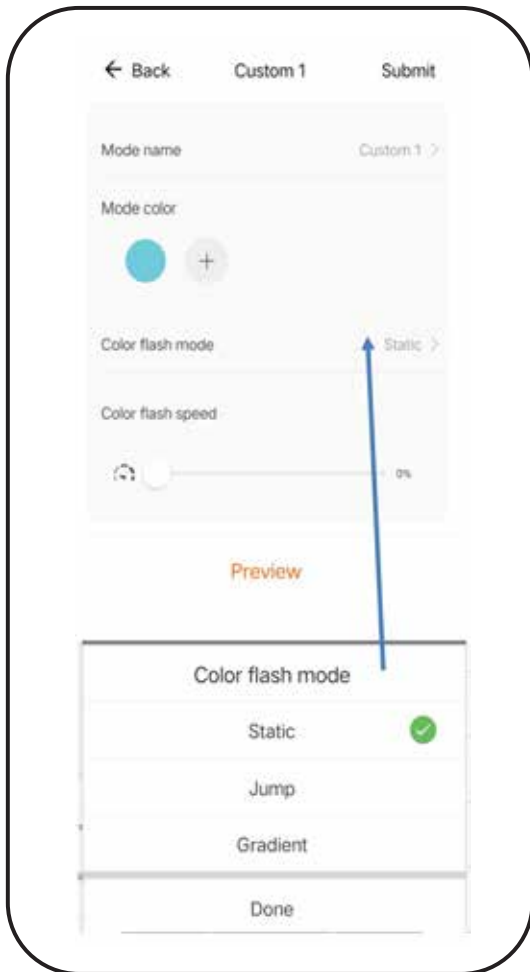 ← Back Custom 1 Submit
Mode name Custom 1 >
Mode color
+
Color flash mode Static >
Color flash speed
0%
Preview
Color flash mode
Static
Jump
Gradient
Done